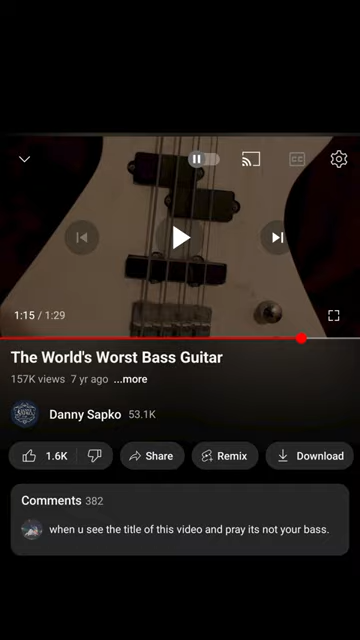 CC
1:15 / 1:29
The World's Worst Bass Guitar
157K views 7 yr ago ...more
Danny Sapko 53.1K
1.6K Share Remix Download
Comments 382
when u see the title of this video and pray its not your bass.